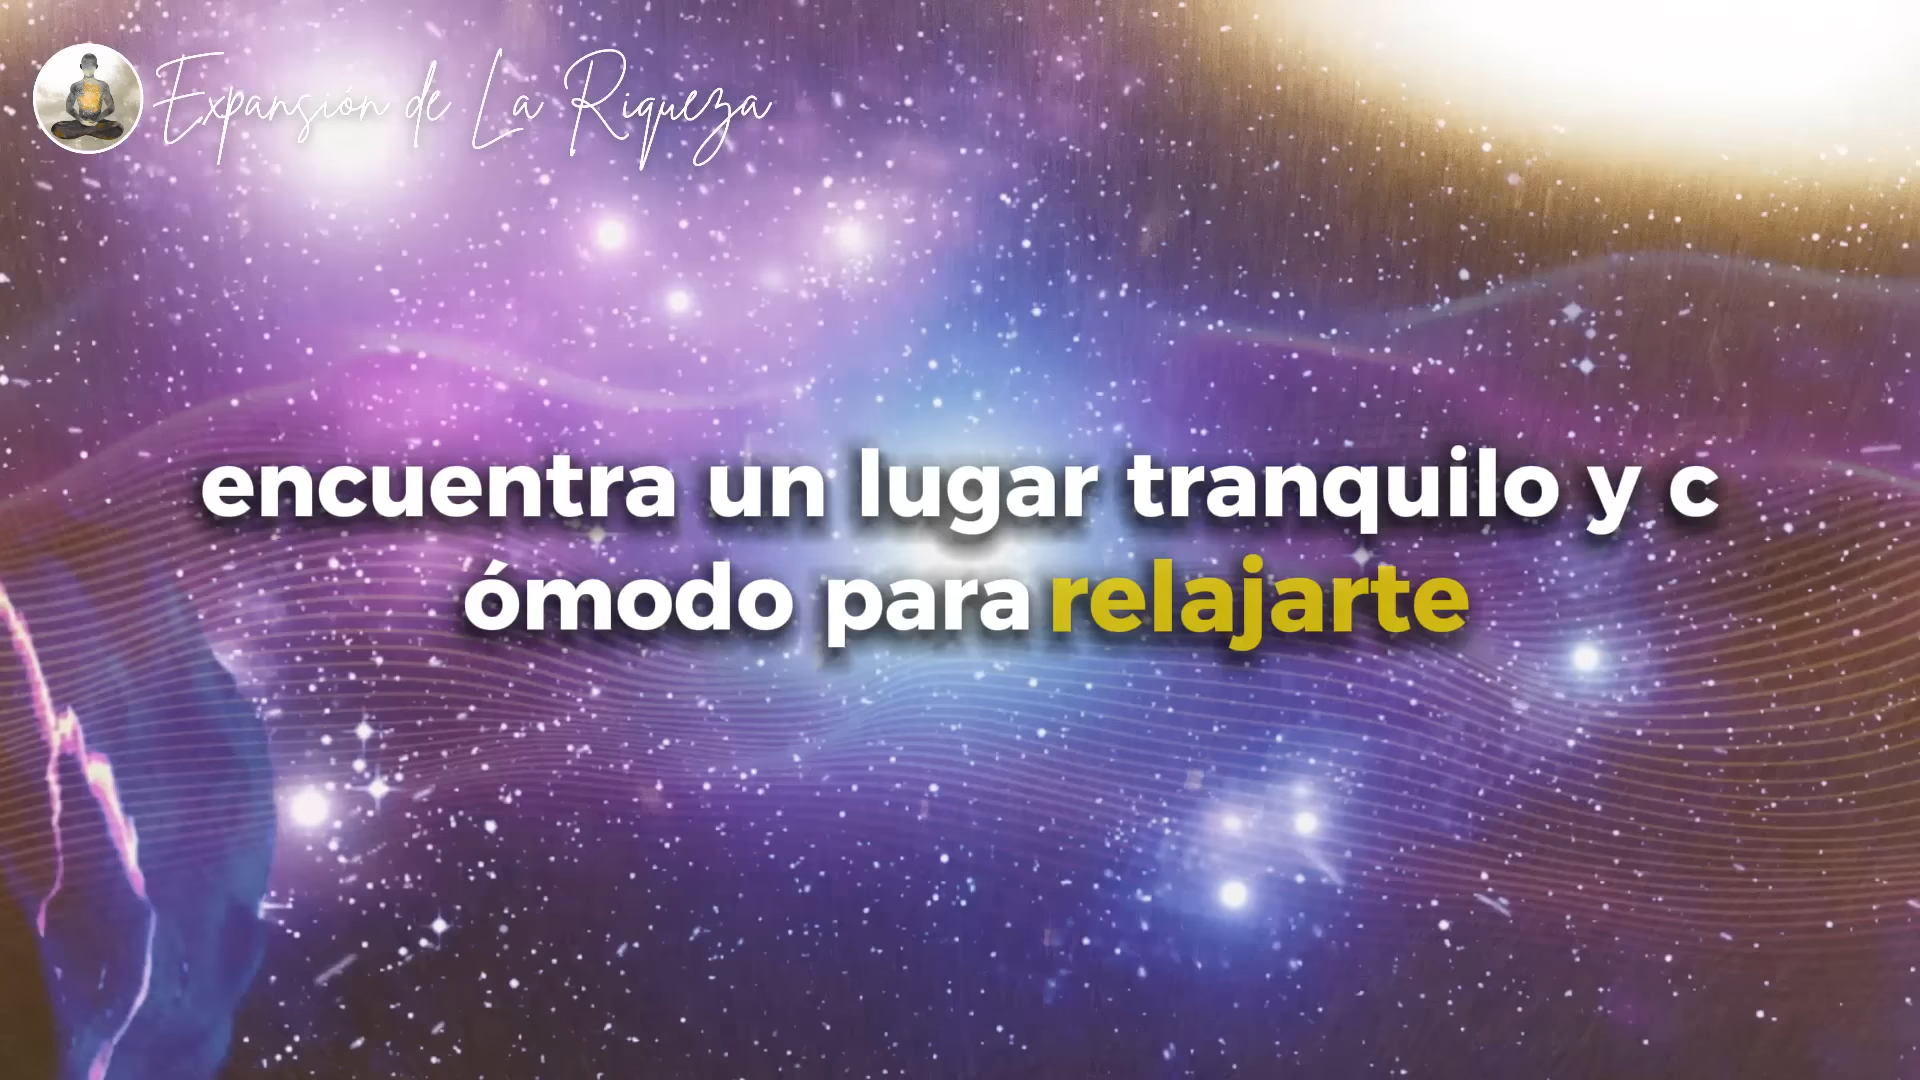 Expansión de La Riqueza
encuentra un lugar tranquilo y c
ómodo para relajarte